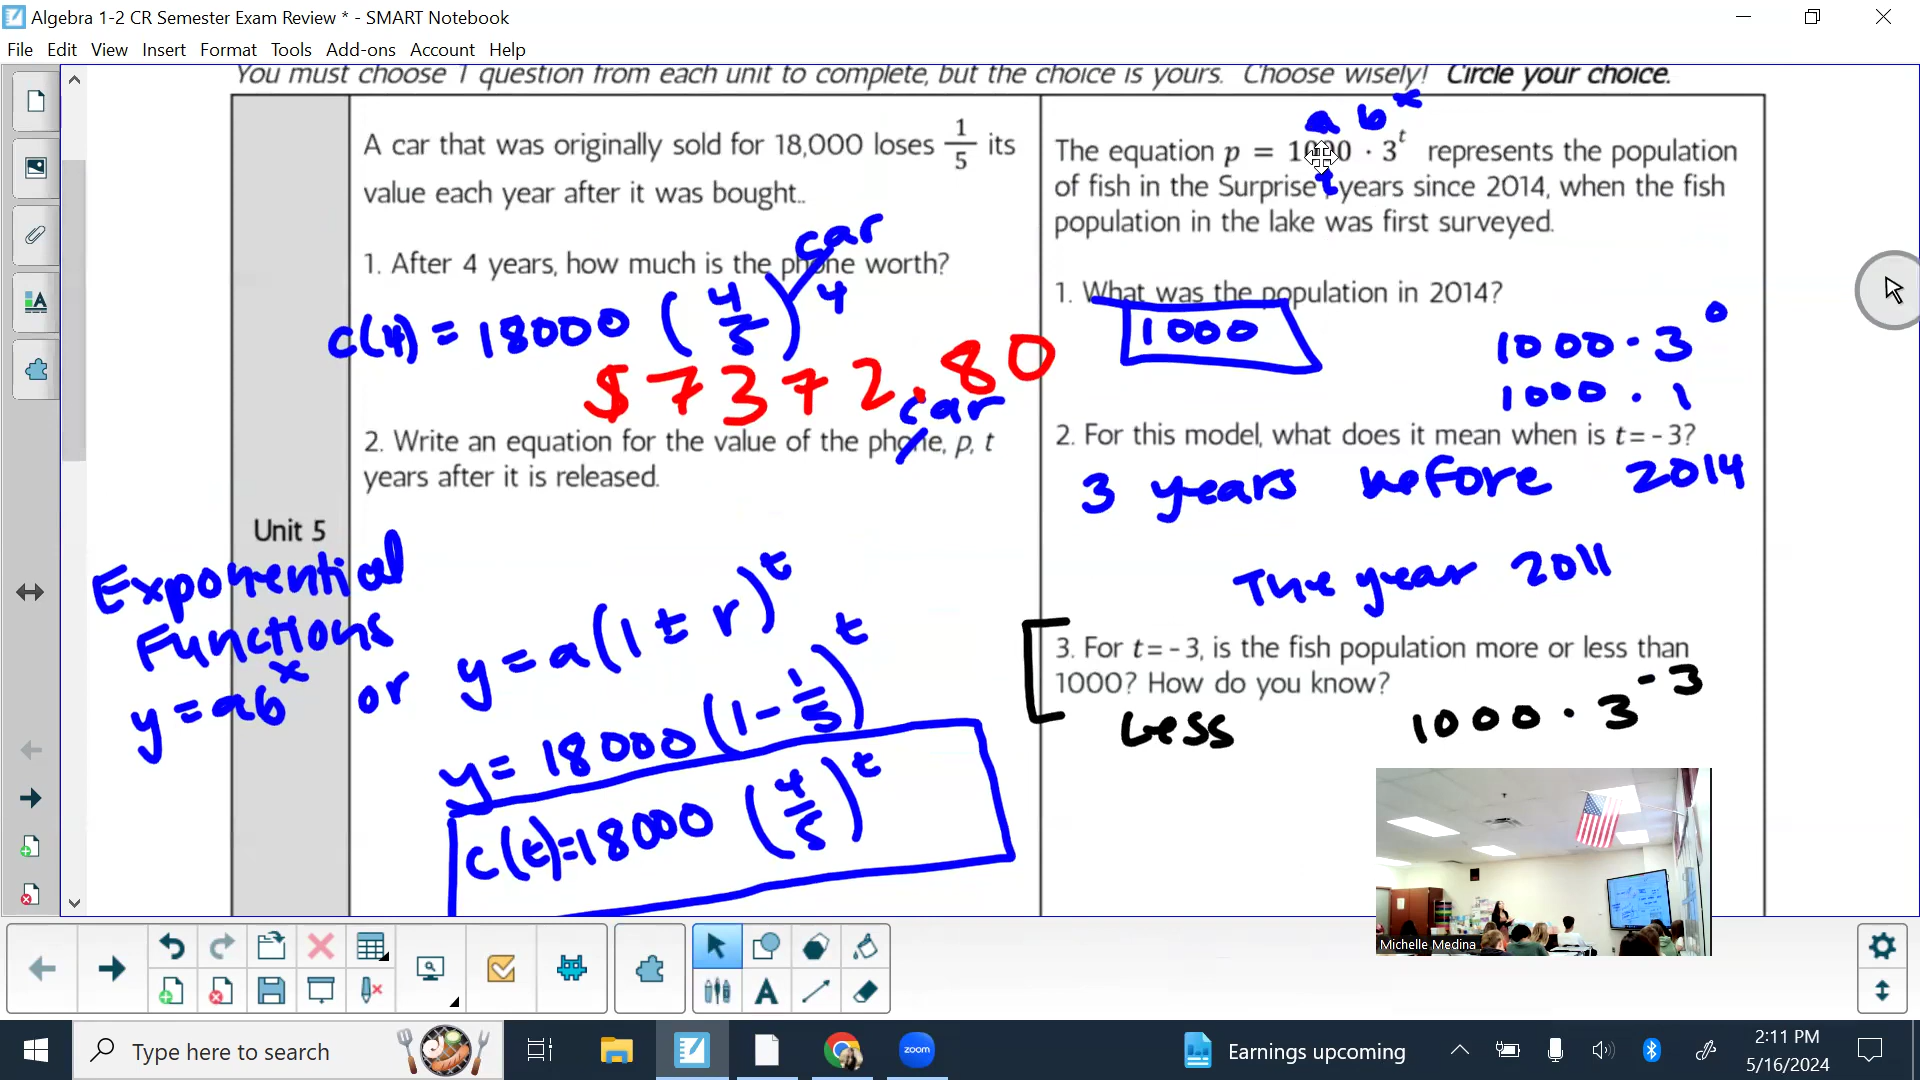 Algebra 1-2 CR Semester Exam Review * - SMART Notebook
File Edit View Insert Format Tools Add-ons Account Help
You must choose 1 question from each unit to complete, but the choice is yours. Choose wisely! Circle your choice.
Unit 5
Exponential
Functions
y = ab^x or y = a(1 ± r)^t
A car that was originally sold for 18,000 loses 1/5 its
value each year after it was bought..
car
1. After 4 years, how much is the phone worth?
c(4) = 18000 (4/5)^4
$7372.80
car
2. Write an equation for the value of the phone, p, t
years after it is released.
y = 18000 (1 - 1/5)^t
c(t) = 18000 (4/5)^t
a b^x
The equation p = 1000 · 3^t represents the population
of fish in the Surprise t years since 2014, when the fish
population in the lake was first surveyed.
1. What was the population in 2014?
1000
1000 · 3^0
1000 · 1
2. For this model, what does it mean when is t= -3?
3 years before 2014
The year 2011
3. For t= -3, is the fish population more or less than
1000? How do you know?
Less 1000 · 3^-3
Michelle Medina
Type here to search
zoom
Earnings upcoming
2:11 PM
5/16/2024